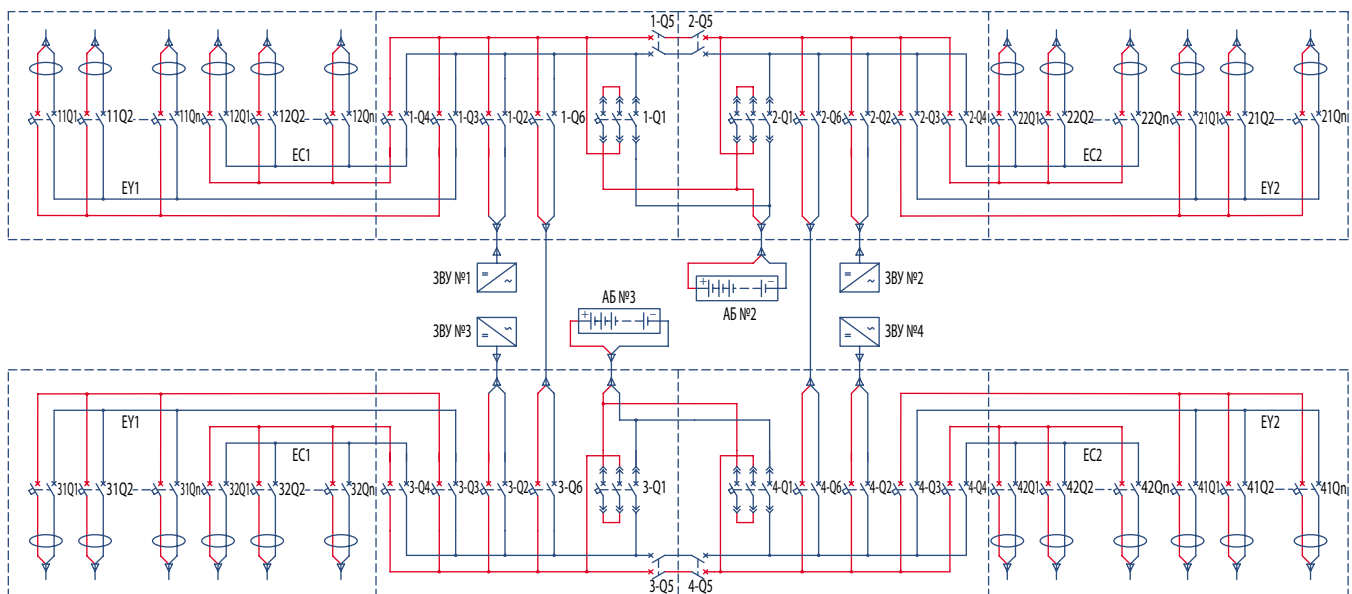 1-Q5 2-Q5
11Q1 11Q2 11Qn 12Q1 12Q2 12Qn 1-Q4 1-Q3 1-Q2 1-Q6 1-Q1 2-Q1 2-Q6 2-Q2 2-Q3 2-Q4 22Q1 22Q2 22Qn 21Q1 21Q2 21Qn
EC1 EC2
EY1 EY2
ЗВУ №1 ЗВУ №2
+ −
АБ №2
АБ №3
+ −
ЗВУ №3 ЗВУ №4
EY1 EY2
EC1 EC2
31Q1 31Q2 31Qn 32Q1 32Q2 32Qn 3-Q4 3-Q3 3-Q2 3-Q6 3-Q1 4-Q1 4-Q6 4-Q2 4-Q3 4-Q4 42Q1 42Q2 42Qn 41Q1 41Q2 41Qn
3-Q5 4-Q5